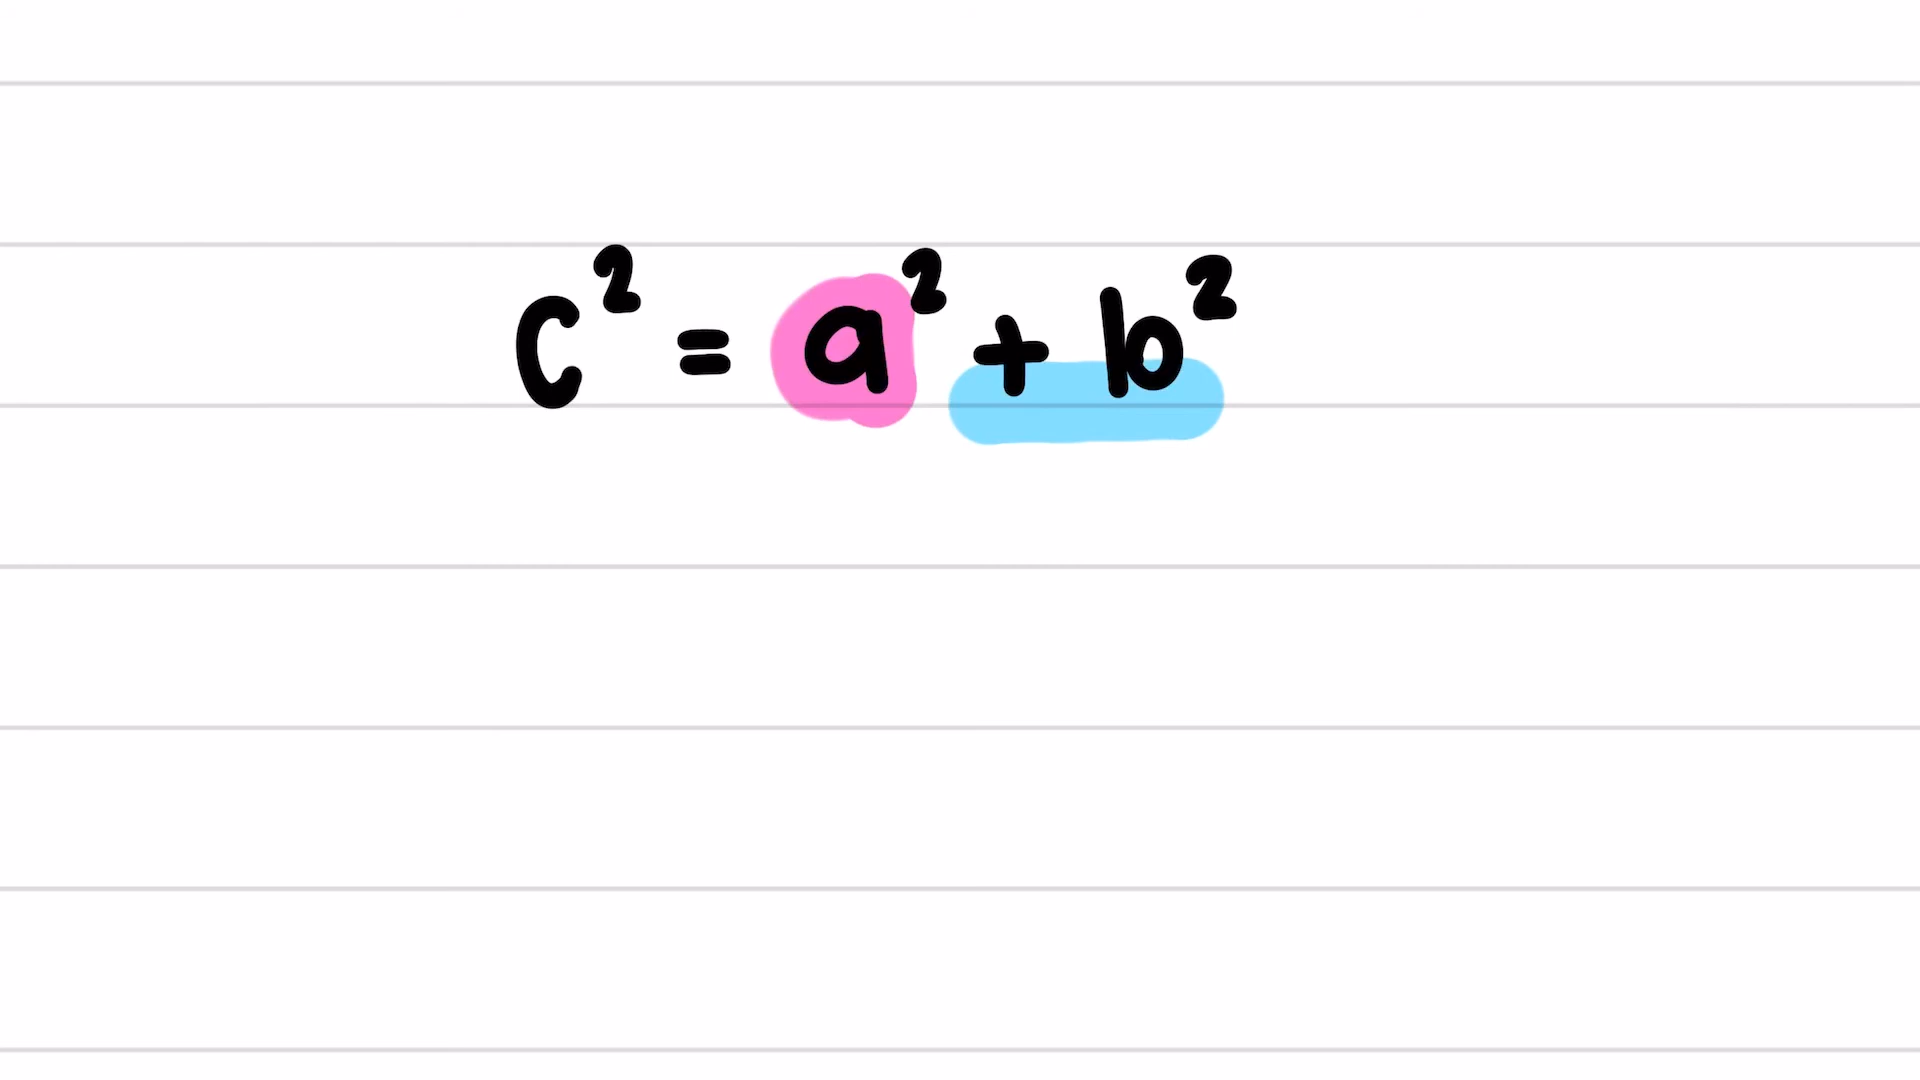 c² = a² + b²